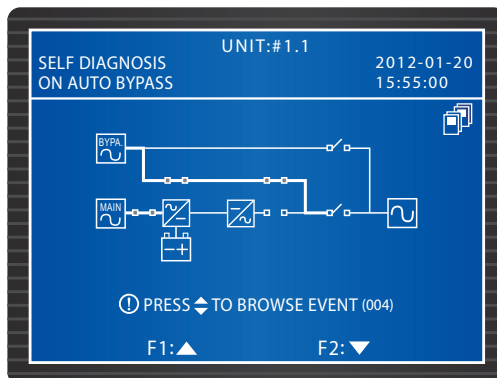 UNIT:#1.1
SELF DIAGNOSIS
ON AUTO BYPASS
2012-01-20
15:55:00
BYPA.
MAIN
PRESS TO BROWSE EVENT (004)
F1:
F2: